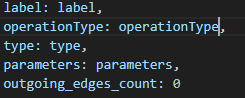 label: label,
operationType: operationType,
type: type,
parameters: parameters,
outgoing_edges_count: 0